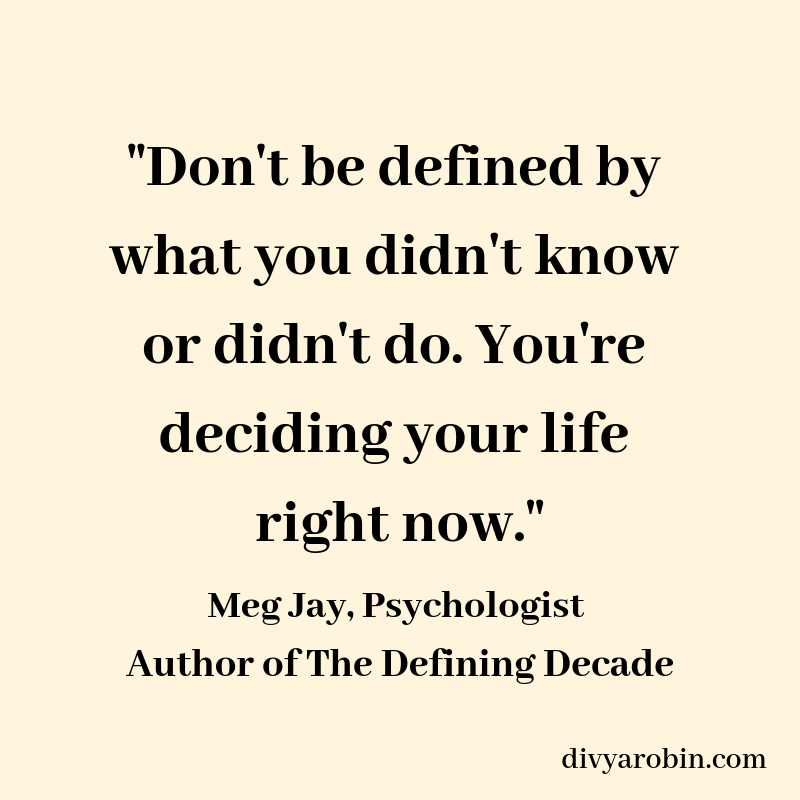 "Don't be defined by
what you didn't know
or didn't do. You're
deciding your life
right now."
Meg Jay, Psychologist
Author of The Defining Decade
divyarobin.com